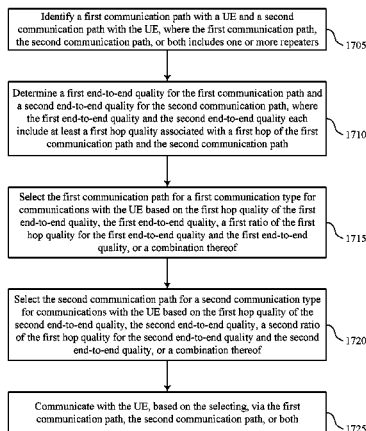 Identify a first communication path with a UE and a second
communication path with the UE, where the first communication path,
the second communication path, or both includes one or more repeaters
1705
Determine a first end-to-end quality for the first communication path and
a second end-to-end quality for the second communication path, where
the first end-to-end quality and the second end-to-end quality each
include at least a first hop quality associated with a first hop of the first
communication path and the second communication path
1710
Select the first communication path for a first communication type for
communications with the UE based on the first hop quality of the
first end-to-end quality, the first end-to-end quality, a first ratio of the
first hop quality for the first end-to-end quality and the first end-to-end
quality, or a combination thereof
1715
Select the second communication path for a second communication type
for communications with the UE based on the first hop quality of the
second end-to-end quality, the second end-to-end quality, a second ratio
of the first hop quality for the second end-to-end quality and the second
end-to-end quality, or a combination thereof
1720
Communicate with the UE, based on the selecting, via the first
communication path, the second communication path, or both
1725